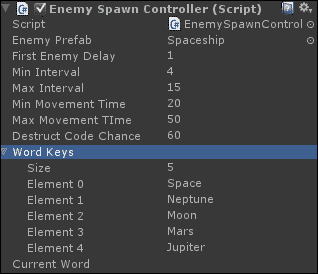 Enemy Spawn Controller (Script)
Script EnemySpawnControl
Enemy Prefab Spaceship
First Enemy Delay 1
Min Interval 4
Max Interval 15
Min Movement Time 20
Max Movement TIme 50
Destruct Code Chance 60
Word Keys
Size 5
Element 0 Space
Element 1 Neptune
Element 2 Moon
Element 3 Mars
Element 4 Jupiter
Current Word